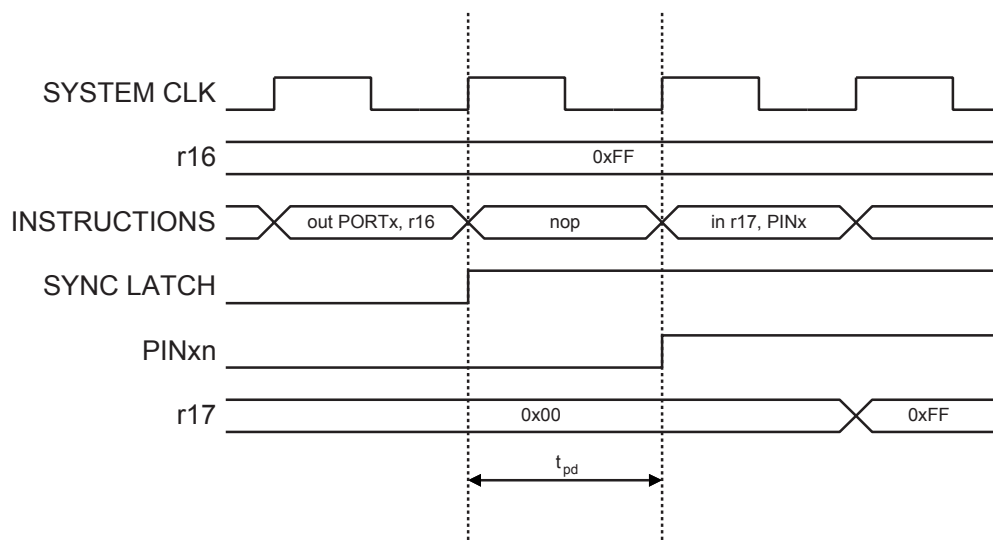 SYSTEM CLK
r16
0xFF
INSTRUCTIONS
out PORTx, r16
nop
in r17, PINx
SYNC LATCH
PINxn
r17
0x00
0xFF
tpd